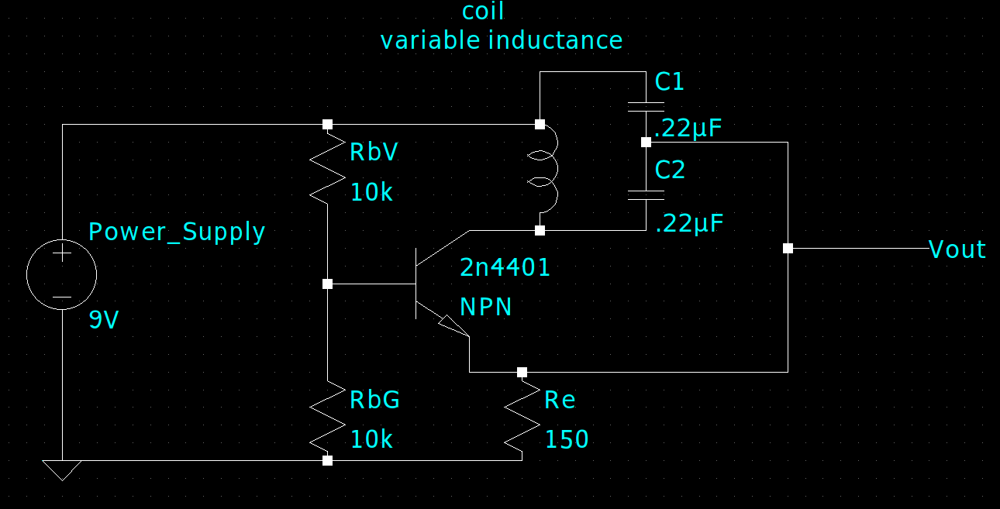 coil
variable inductance
C1
.22µF
RbV
10k
C2
.22µF
Power_Supply
9V
2n4401
NPN
Vout
RbG
10k
Re
150